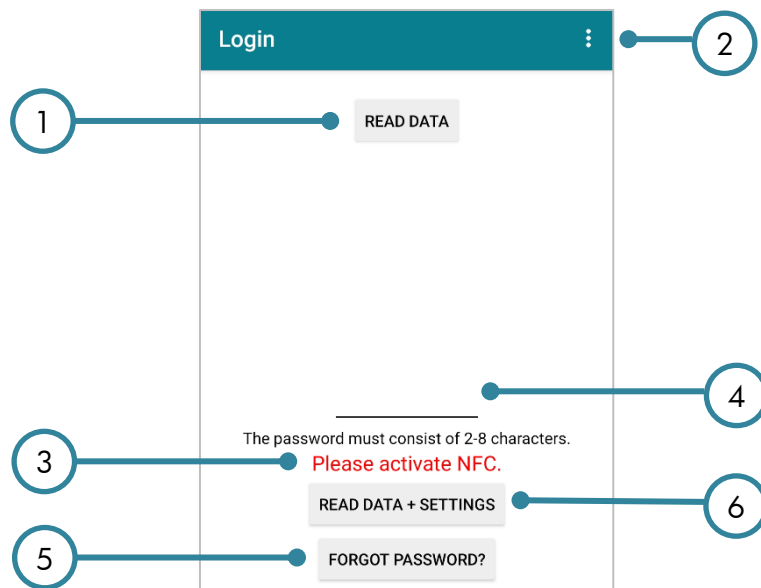 Login
2
1
READ DATA
4
The password must consist of 2-8 characters.
3
Please activate NFC.
READ DATA + SETTINGS
6
5
FORGOT PASSWORD?